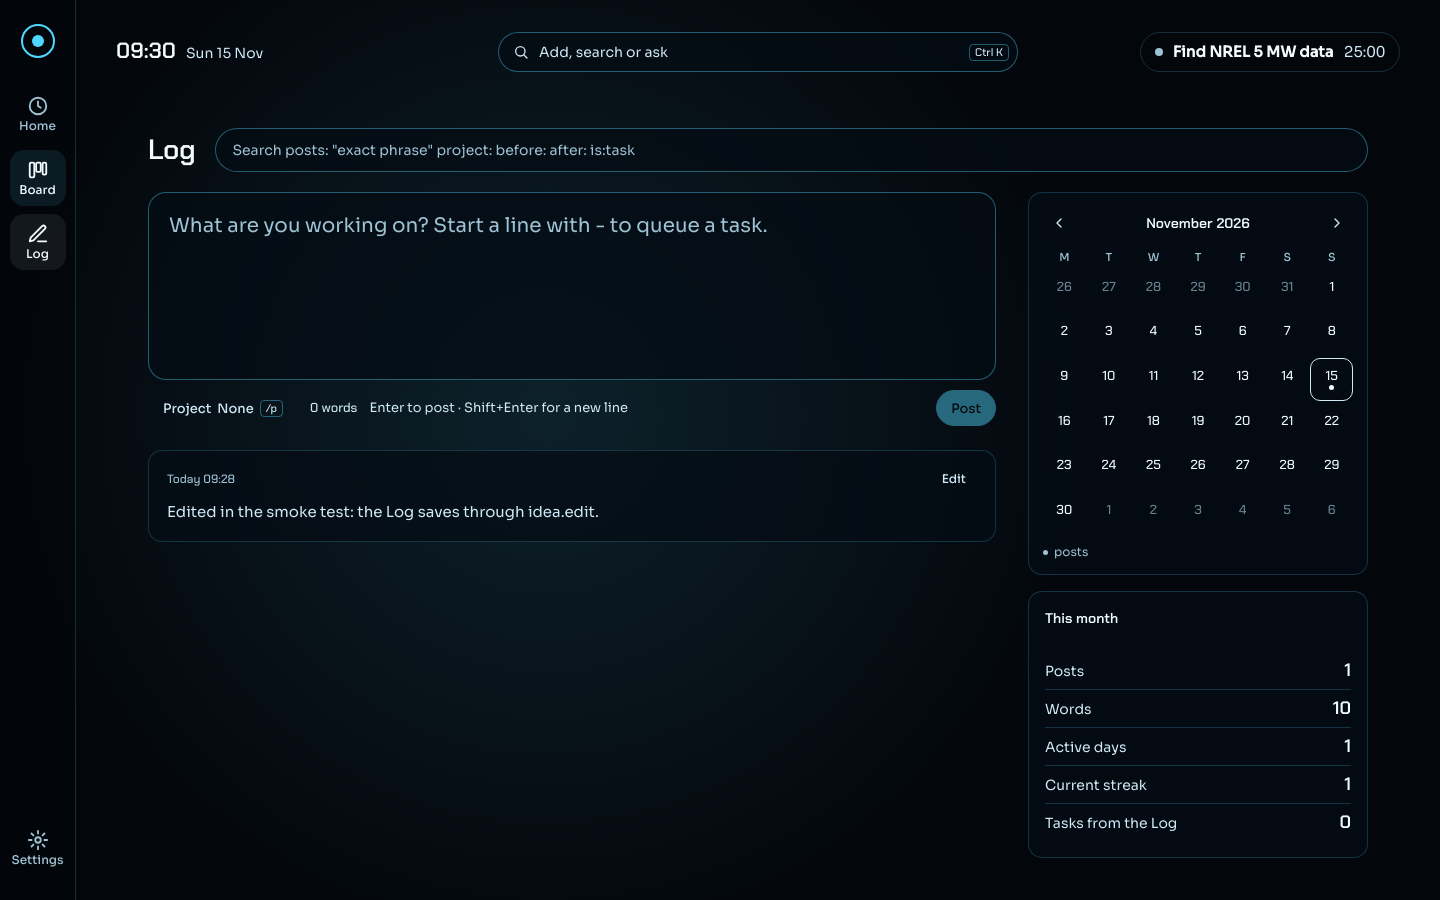 09:30 Sun 15 Nov
Add, search or ask
Ctrl K
Find NREL 5 MW data 25:00
Home
Board
Log
Settings
Log
Search posts: "exact phrase" project: before: after: is:task
What are you working on? Start a line with - to queue a task.
Project None /p 0 words Enter to post · Shift+Enter for a new line
Post
Today 09:28
Edit
Edited in the smoke test: the Log saves through idea.edit.
November 2026
M T W T F S S
26 27 28 29 30 31 1
2 3 4 5 6 7 8
9 10 11 12 13 14 15
16 17 18 19 20 21 22
23 24 25 26 27 28 29
30 1 2 3 4 5 6
posts
This month
Posts 1
Words 10
Active days 1
Current streak 1
Tasks from the Log 0